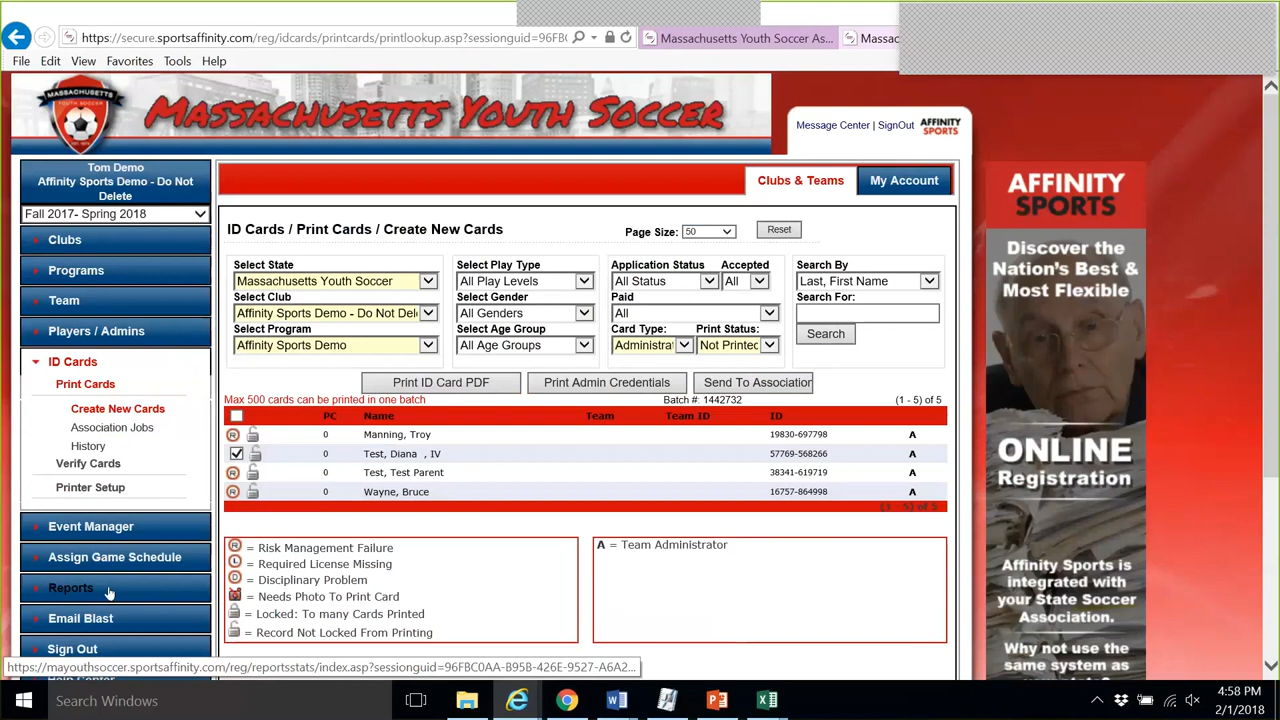 https://secure.sportsaffinity.com/reg/idcards/printcards/printlookup.asp?sessionguid=96FBC
Massachusetts Youth Soccer As...
Massac
File Edit View Favorites Tools Help
MASSACHUSETTS
YOUTH SOCCER
Massachusetts Youth Soccer
Message Center | SignOut
AFFINITY
SPORTS
Tom Demo
Affinity Sports Demo - Do Not
Delete
Fall 2017- Spring 2018
Clubs
Programs
Team
Players / Admins
ID Cards
Print Cards
Create New Cards
Association Jobs
History
Verify Cards
Printer Setup
Event Manager
Assign Game Schedule
Reports
Email Blast
Sign Out
Clubs & Teams
My Account
ID Cards / Print Cards / Create New Cards
Page Size: 50
Reset
Select State
Massachusetts Youth Soccer
Select Club
Affinity Sports Demo - Do Not Del
Select Program
Affinity Sports Demo
Select Play Type
All Play Levels
Select Gender
All Genders
Select Age Group
All Age Groups
Application Status Accepted
All Status All
Paid
All
Card Type: Print Status:
Administrat Not Printed
Search By
Last, First Name
Search For:
Search
Print ID Card PDF
Print Admin Credentials
Send To Association
Max 500 cards can be printed in one batch
Batch #: 1442732
(1 - 5) of 5
PC Name Team Team ID ID
R 0 Manning, Troy 19830-697798 A
0 Test, Diana , IV 57769-568266 A
R 0 Test, Test Parent 38341-619719 A
R 0 Wayne, Bruce 16757-864998 A
(1 - 5) of 5
R = Risk Management Failure
L = Required License Missing
D = Disciplinary Problem
= Needs Photo To Print Card
= Locked: To many Cards Printed
= Record Not Locked From Printing
A = Team Administrator
AFFINITY
SPORTS
Discover the
Nation's Best &
Most Flexible
ONLINE
Registration
Affinity Sports is
integrated with
your State Soccer
Association.
Why not use the
same system as
https://mayouthsoccer.sportsaffinity.com/reg/reportsstats/index.asp?sessionguid=96FBC0AA-B95B-426E-9527-A6A2...
Search Windows
4:58 PM
2/1/2018